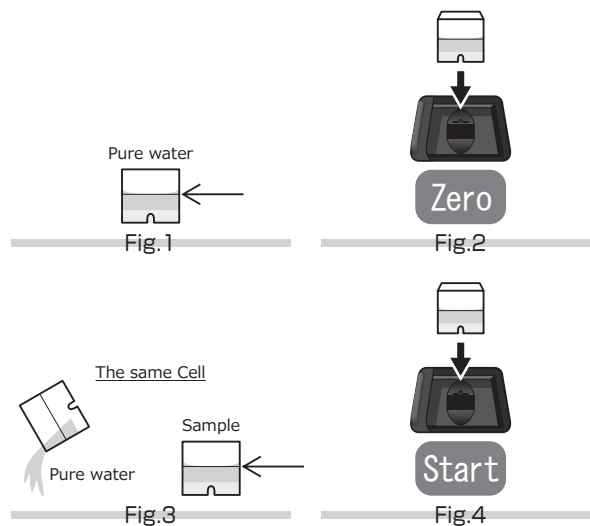 Pure water
Fig.1
Zero
Fig.2
The same Cell
Pure water
Sample
Fig.3
Start
Fig.4